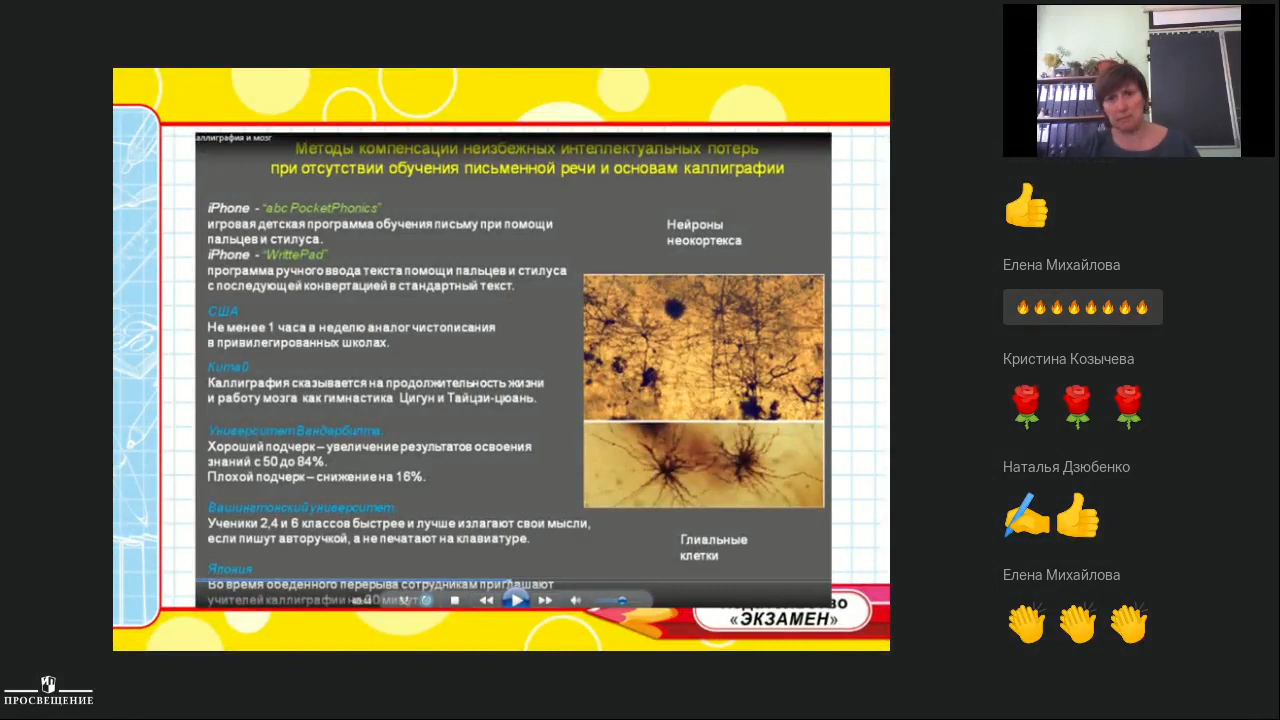 аллиграфия и мозг
Методы компенсации неизбежных интеллектуальных потерь
при отсутствии обучения письменной речи и основам каллиграфии
iPhone - “abc PocketPhonics”
игровая детская программа обучения письму при помощи
пальцев и стилуса.
iPhone - “WrittePad”
программа ручного ввода текста помощи пальцев и стилуса
с последующей конвертацией в стандартный текст.
США
Не менее 1 часа в неделю аналог чистописания
в привилегированных школах.
Китай
Каллиграфия сказывается на продолжительность жизни
и работу мозга как гимнастика Цигун и Тайцзи-цюань.
Университет Вандербилта.
Хороший подчерк – увеличение результатов освоения
знаний с 50 до 84%.
Плохой подчерк – снижение на 16%.
Вашингтонский университет.
Ученики 2,4 и 6 классов быстрее и лучше излагают свои мысли,
если пишут авторучкой, а не печатают на клавиатуре.
Япония
Во время обеденного перерыва сотрудникам приглашают
учителей каллиграфии на
Нейроны
неокортекса
Глиальные
клетки
«ЭКЗАМЕН»
Елена Михайлова
Кристина Козычева
Наталья Дзюбенко
Елена Михайлова
ПРОСВЕЩЕНИЕ